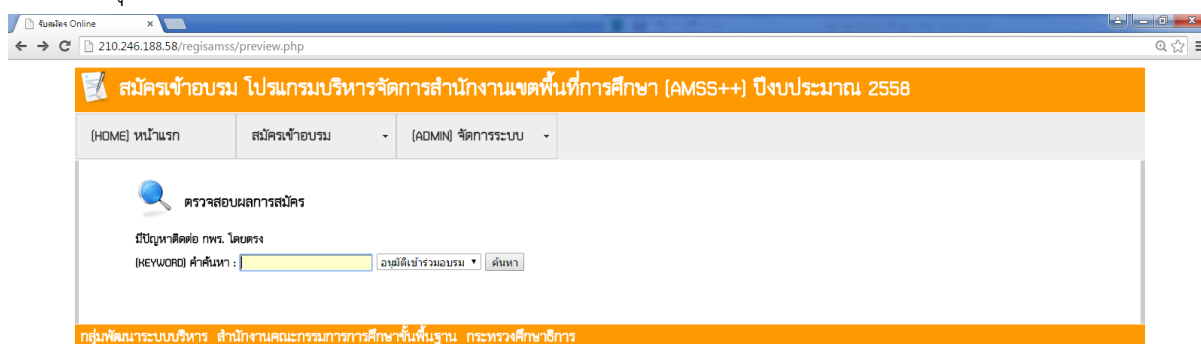 รับสมัคร Online
210.246.188.58/regisamss/preview.php
สมัครเข้าอบรม โปรแกรมบริหารจัดการสำนักงานเขตพื้นที่การศึกษา (AMSS++) ปีงบประมาณ 2558
(HOME) หน้าแรก สมัครเข้าอบรม (ADMIN) จัดการระบบ
ตรวจสอบผลการสมัคร
มีปัญหาติดต่อ กพร. โดยตรง
(KEYWORD) คำค้นหา : อนุมัติเข้าร่วมอบรม ค้นหา
กลุ่มพัฒนาระบบบริหาร สำนักงานคณะกรรมการการศึกษาขั้นพื้นฐาน กระทรวงศึกษาธิการ